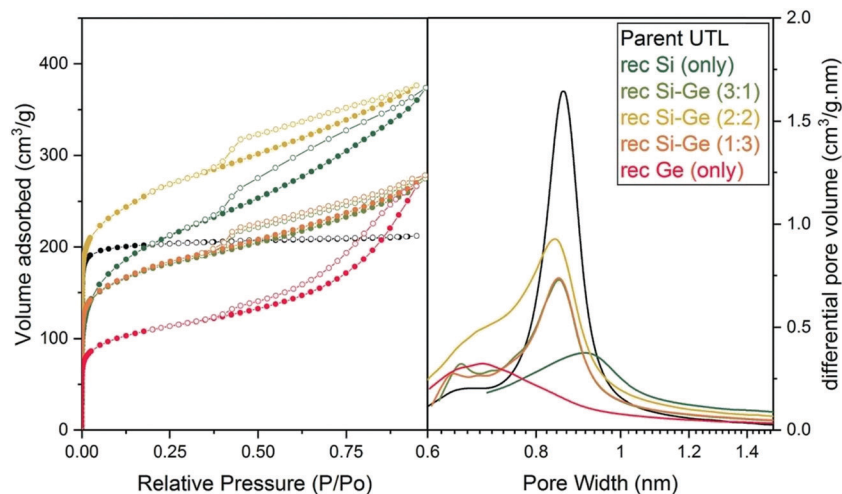 400
300
200
100
0
Volume adsorbed (cm³/g)
0.00
0.25
0.50
0.75
Relative Pressure (P/Po)
Parent UTL
rec Si (only)
rec Si-Ge (3:1)
rec Si-Ge (2:2)
rec Si-Ge (1:3)
rec Ge (only)
0.6
0.8
1
1.2
1.4
Pore Width (nm)
2.0
1.5
1.0
0.5
0.0
differential pore volume (cm³/g.nm)